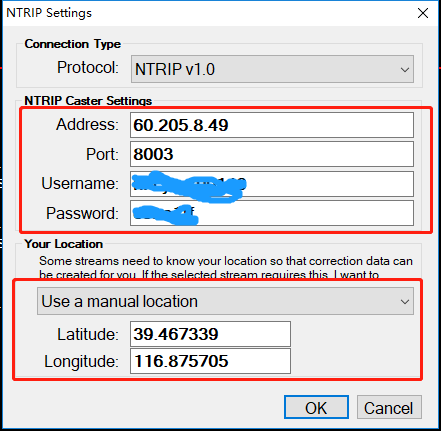 NTRIP Settings
Connection Type
Protocol: NTRIP v1.0
NTRIP Caster Settings
Address: 60.205.8.49
Port: 8003
Username:
Password:
Your Location
Some streams need to know your location so that correction data can
be created for you. If the selected stream requires this, I want to
Use a manual location
Latitude: 39.467339
Longitude: 116.875705
OK Cancel